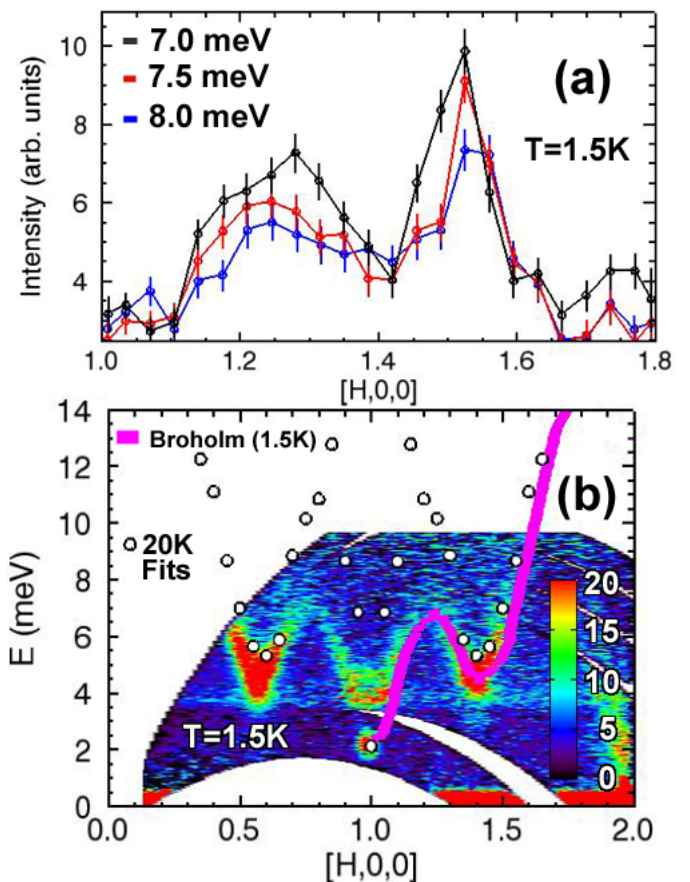 10
8
6
4
Intensity (arb. units)
7.0 meV
7.5 meV
8.0 meV
(a)
T=1.5K
1.0 1.2 1.4 1.6 1.8
[H,0,0]
14
12
10
8
6
4
2
0
E (meV)
Broholm (1.5K)
(b)
20K
Fits
20
15
10
5
0
T=1.5K
0.0 0.5 1.0 1.5 2.0
[H,0,0]